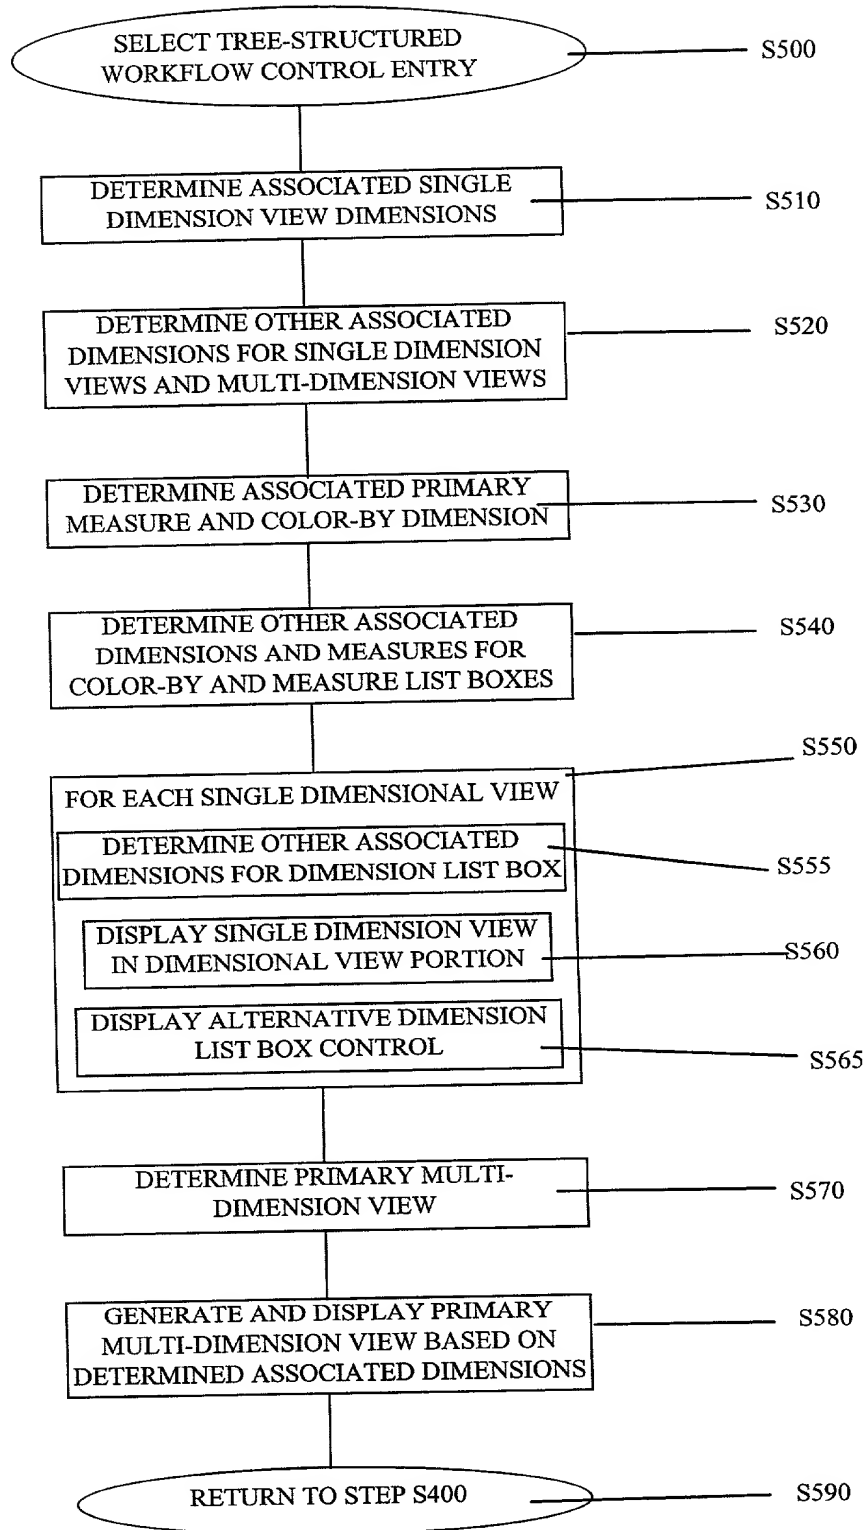 SELECT TREE-STRUCTURED
WORKFLOW CONTROL ENTRY
S500
DETERMINE ASSOCIATED SINGLE
DIMENSION VIEW DIMENSIONS
S510
DETERMINE OTHER ASSOCIATED
DIMENSIONS FOR SINGLE DIMENSION
VIEWS AND MULTI-DIMENSION VIEWS
S520
DETERMINE ASSOCIATED PRIMARY
MEASURE AND COLOR-BY DIMENSION
S530
DETERMINE OTHER ASSOCIATED
DIMENSIONS AND MEASURES FOR
COLOR-BY AND MEASURE LIST BOXES
S540
S550
FOR EACH SINGLE DIMENSIONAL VIEW
DETERMINE OTHER ASSOCIATED
DIMENSIONS FOR DIMENSION LIST BOX
S555
DISPLAY SINGLE DIMENSION VIEW
IN DIMENSIONAL VIEW PORTION
S560
DISPLAY ALTERNATIVE DIMENSION
LIST BOX CONTROL
S565
DETERMINE PRIMARY MULTI-
DIMENSION VIEW
S570
GENERATE AND DISPLAY PRIMARY
MULTI-DIMENSION VIEW BASED ON
DETERMINED ASSOCIATED DIMENSIONS
S580
RETURN TO STEP S400
S590